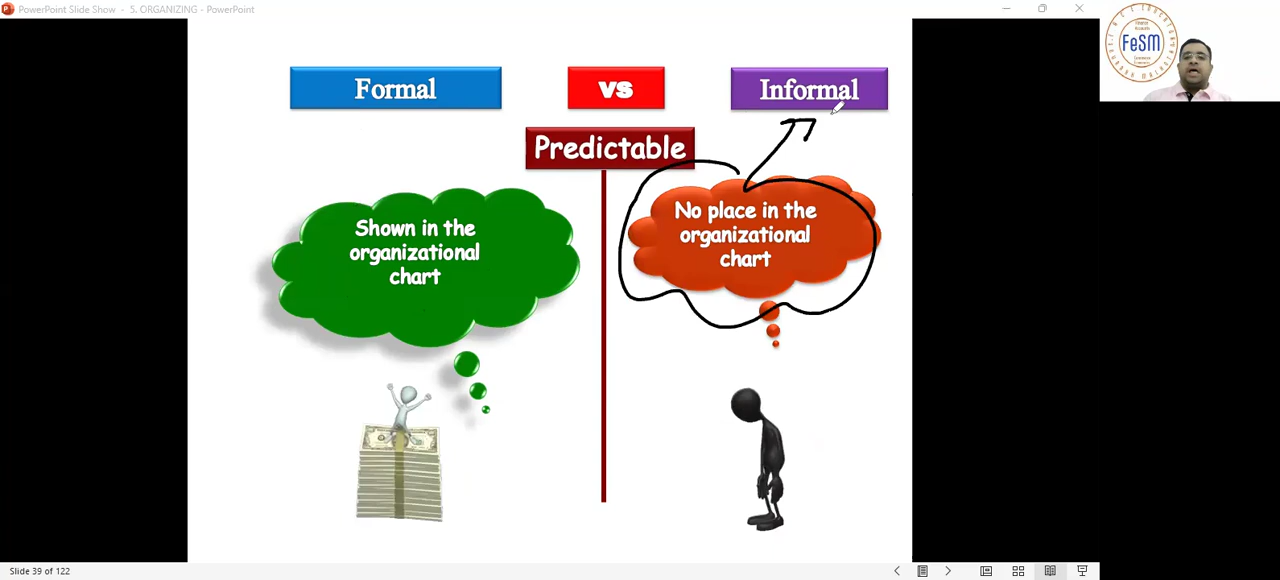 PowerPoint Slide Show - 5. ORGANIZING - PowerPoint
FeSM
Formal
vs
Informal
Predictable
Shown in the
organizational
chart
No place in the
organizational
chart
Slide 39 of 122